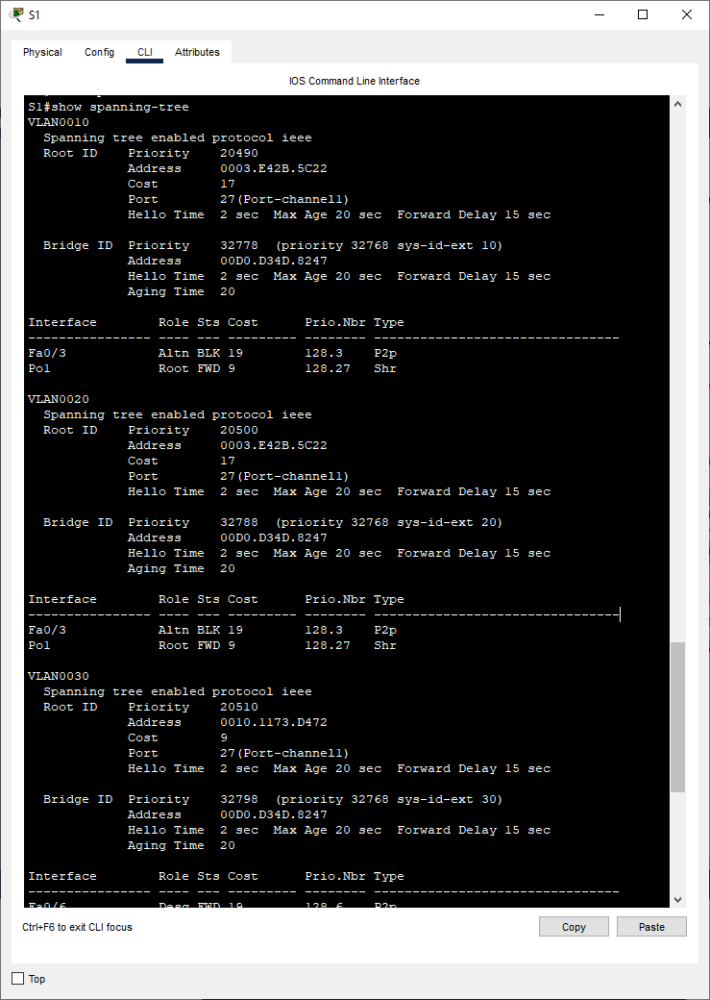 S1
Physical Config CLI Attributes
IOS Command Line Interface
S1#show spanning-tree
VLAN0010
  Spanning tree enabled protocol ieee
  Root ID    Priority    20490
             Address     0003.E42B.5C22
             Cost        17
             Port        27(Port-channel1)
             Hello Time  2 sec  Max Age 20 sec  Forward Delay 15 sec

  Bridge ID  Priority    32778  (priority 32768 sys-id-ext 10)
             Address     00D0.D34D.8247
             Hello Time  2 sec  Max Age 20 sec  Forward Delay 15 sec
             Aging Time  20

Interface        Role Sts Cost      Prio.Nbr Type
---------------- ---- --- --------- -------- --------------------------------
Fa0/3            Altn BLK 19        128.3    P2p
Po1              Root FWD 9         128.27   Shr

VLAN0020
  Spanning tree enabled protocol ieee
  Root ID    Priority    20500
             Address     0003.E42B.5C22
             Cost        17
             Port        27(Port-channel1)
             Hello Time  2 sec  Max Age 20 sec  Forward Delay 15 sec

  Bridge ID  Priority    32788  (priority 32768 sys-id-ext 20)
             Address     00D0.D34D.8247
             Hello Time  2 sec  Max Age 20 sec  Forward Delay 15 sec
             Aging Time  20

Interface        Role Sts Cost      Prio.Nbr Type
---------------- ---- --- --------- -------- --------------------------------
Fa0/3            Altn BLK 19        128.3    P2p
Po1              Root FWD 9         128.27   Shr

VLAN0030
  Spanning tree enabled protocol ieee
  Root ID    Priority    20510
             Address     0010.1173.D472
             Cost        9
             Port        27(Port-channel1)
             Hello Time  2 sec  Max Age 20 sec  Forward Delay 15 sec

  Bridge ID  Priority    32798  (priority 32768 sys-id-ext 30)
             Address     00D0.D34D.8247
             Hello Time  2 sec  Max Age 20 sec  Forward Delay 15 sec
             Aging Time  20

Interface        Role Sts Cost      Prio.Nbr Type
---------------- ---- --- --------- -------- --------------------------------
Fa0/6            Desg FWD 19        128.6    P2p
Ctrl+F6 to exit CLI focus
Copy Paste
Top